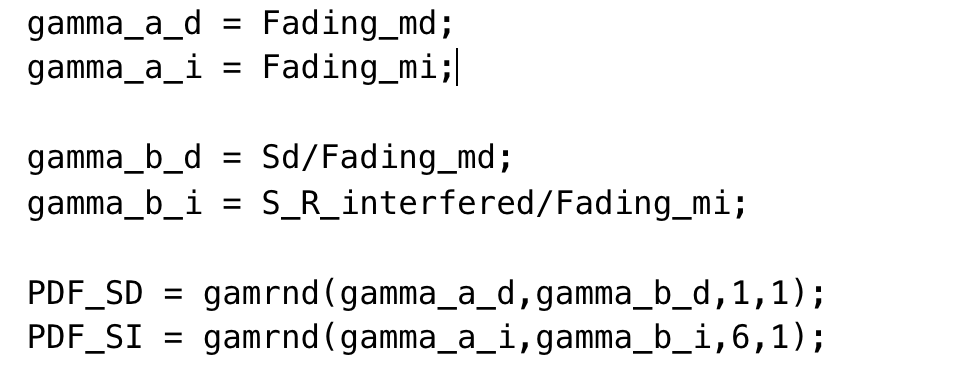 gamma_a_d = Fading_md;
gamma_a_i = Fading_mi;
gamma_b_d = Sd/Fading_md;
gamma_b_i = S_R_interfered/Fading_mi;
PDF_SD = gamrnd(gamma_a_d,gamma_b_d,1,1);
PDF_SI = gamrnd(gamma_a_i,gamma_b_i,6,1);